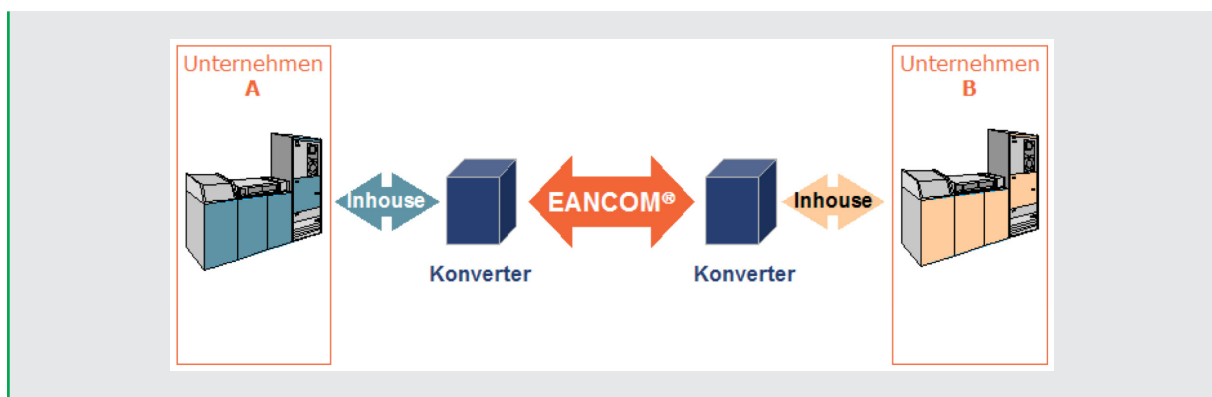 Unternehmen
A
Unternehmen
B
Inhouse
EANCOM®
Inhouse
Konverter
Konverter